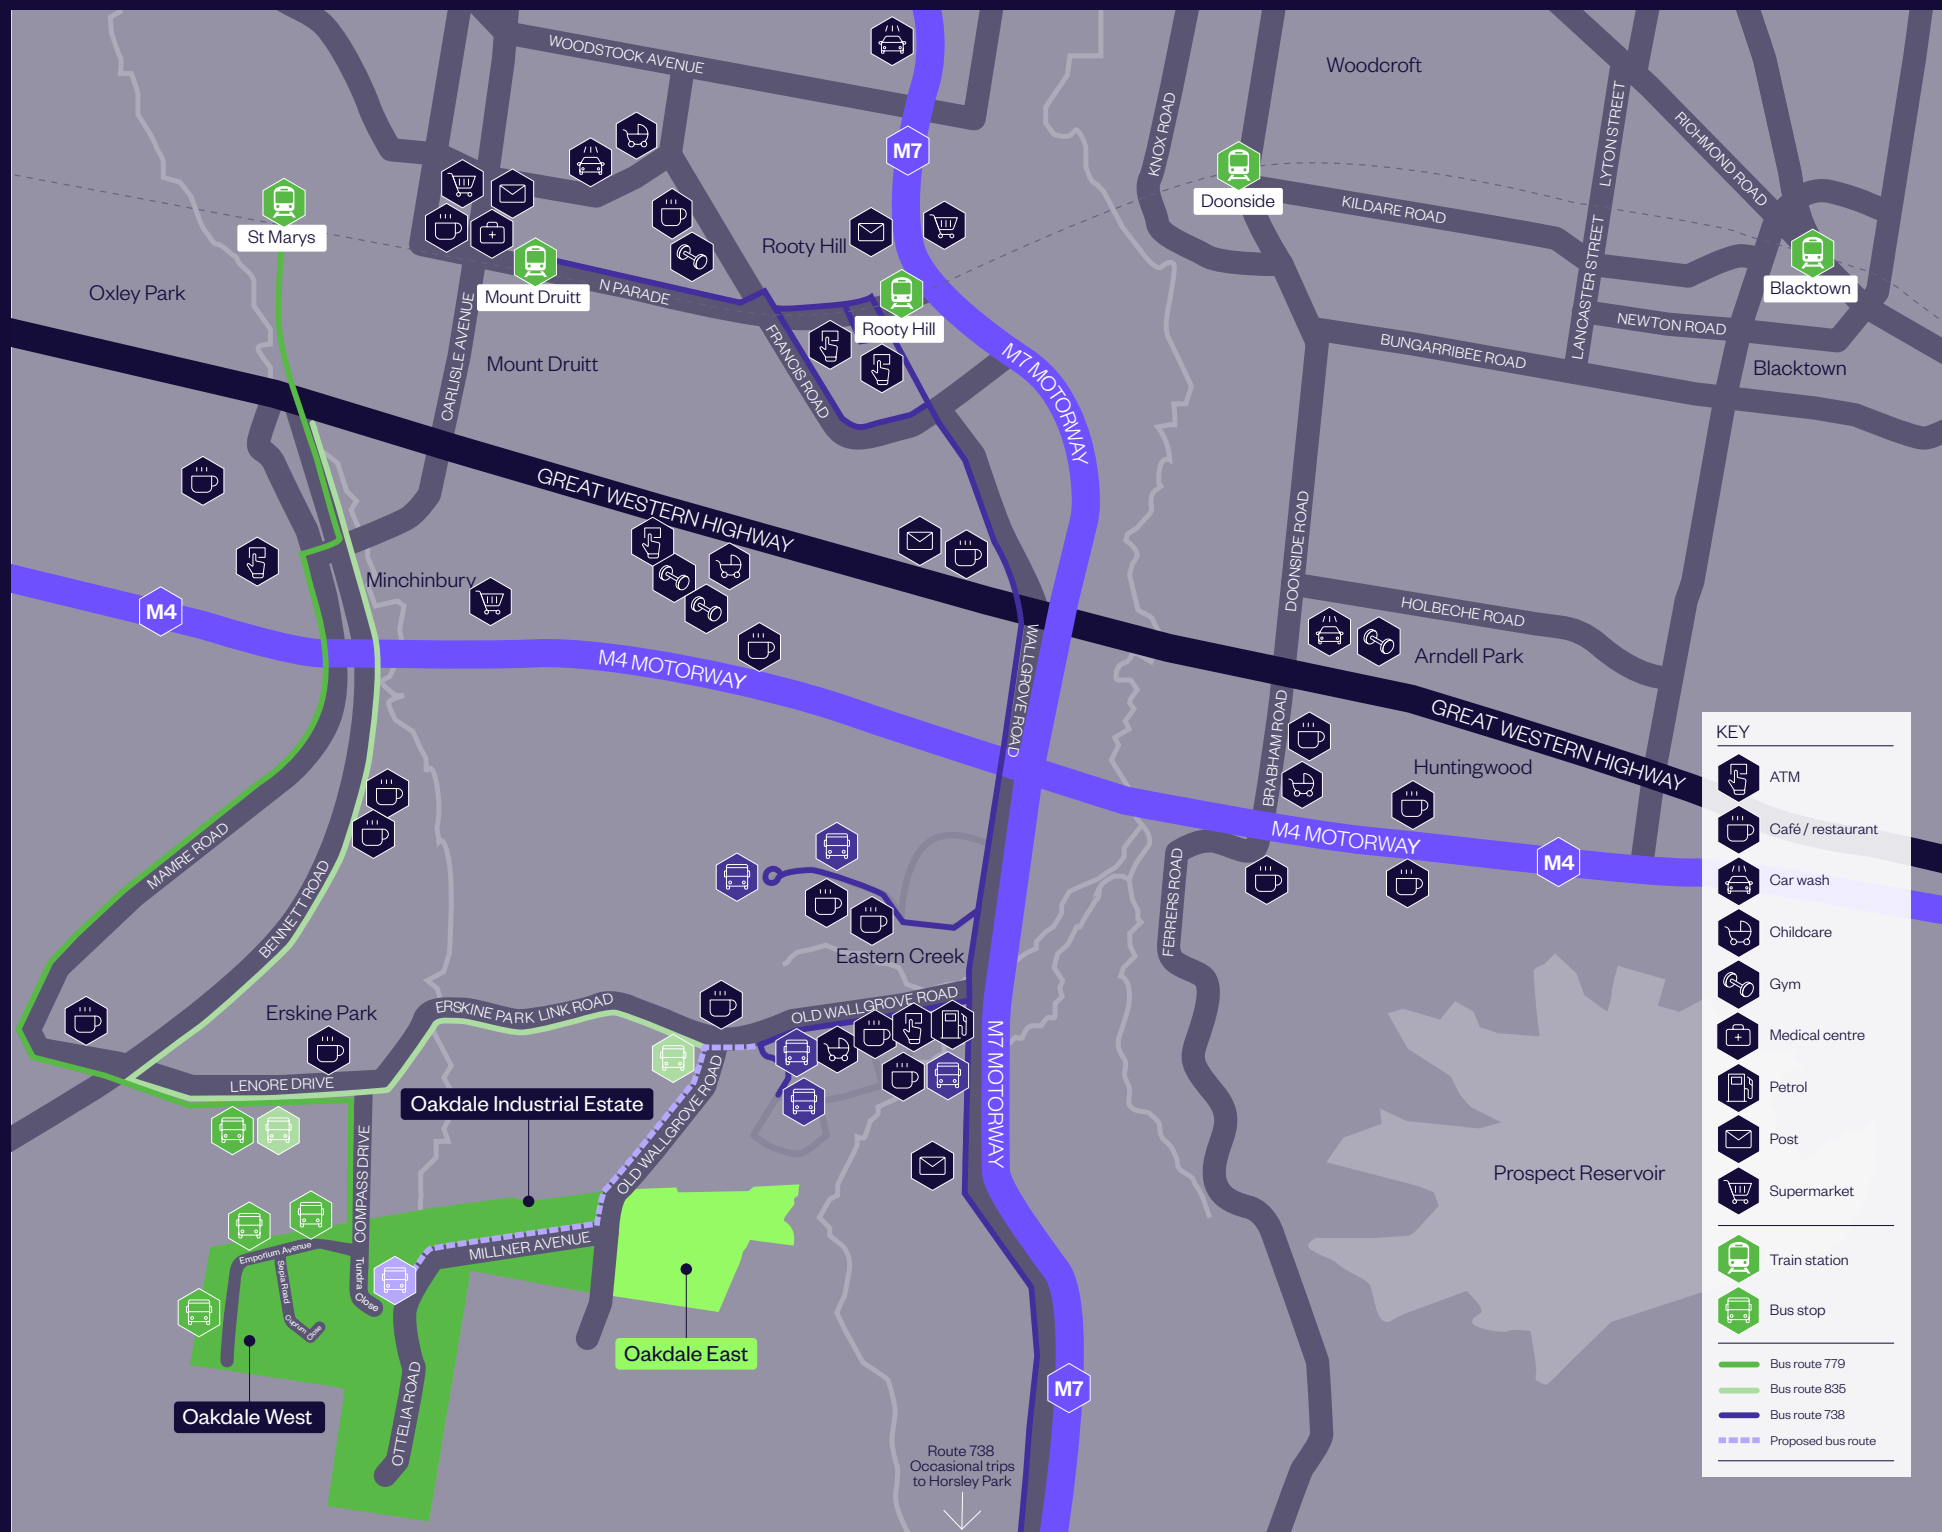 WOODSTOCK AVENUE
Woodcroft
M7
KNOX ROAD
LYTON STREET
RICHMOND ROAD
St Marys
Mount Druitt
Rooty Hill
Rooty Hill
Doonside
KILDARE ROAD
LANCASTER STREET
Blacktown
Oxley Park
CARLISLE AVENUE
N PARADE
FRANCIS ROAD
M7 MOTORWAY
NEWTON ROAD
BUNGARRIBEE ROAD
Blacktown
Mount Druitt
GREAT WESTERN HIGHWAY
DOONSIDE ROAD
Minchinbury
M4
M4 MOTORWAY
WALLGROVE ROAD
HOLBECHE ROAD
Arndell Park
GREAT WESTERN HIGHWAY
BRABHAM ROAD
Huntingwood
M4 MOTORWAY
M4
MAMRE ROAD
BENNETT ROAD
FERRERS ROAD
Eastern Creek
Erskine Park
ERSKINE PARK LINK ROAD
OLD WALLGROVE ROAD
M7 MOTORWAY
LENORE DRIVE
Oakdale Industrial Estate
OLD WALLGROVE ROAD
COMPASS DRIVE
Prospect Reservoir
MILLNER AVENUE
Emporium Avenue
Sepia Road
Tundra Close
Cuprum Close
Oakdale East
Oakdale West
OTTELIA ROAD
M7
Route 738
Occasional trips
to Horsley Park
KEY
ATM
Café / restaurant
Car wash
Childcare
Gym
Medical centre
Petrol
Post
Supermarket
Train station
Bus stop
Bus route 779
Bus route 835
Bus route 738
Proposed bus route